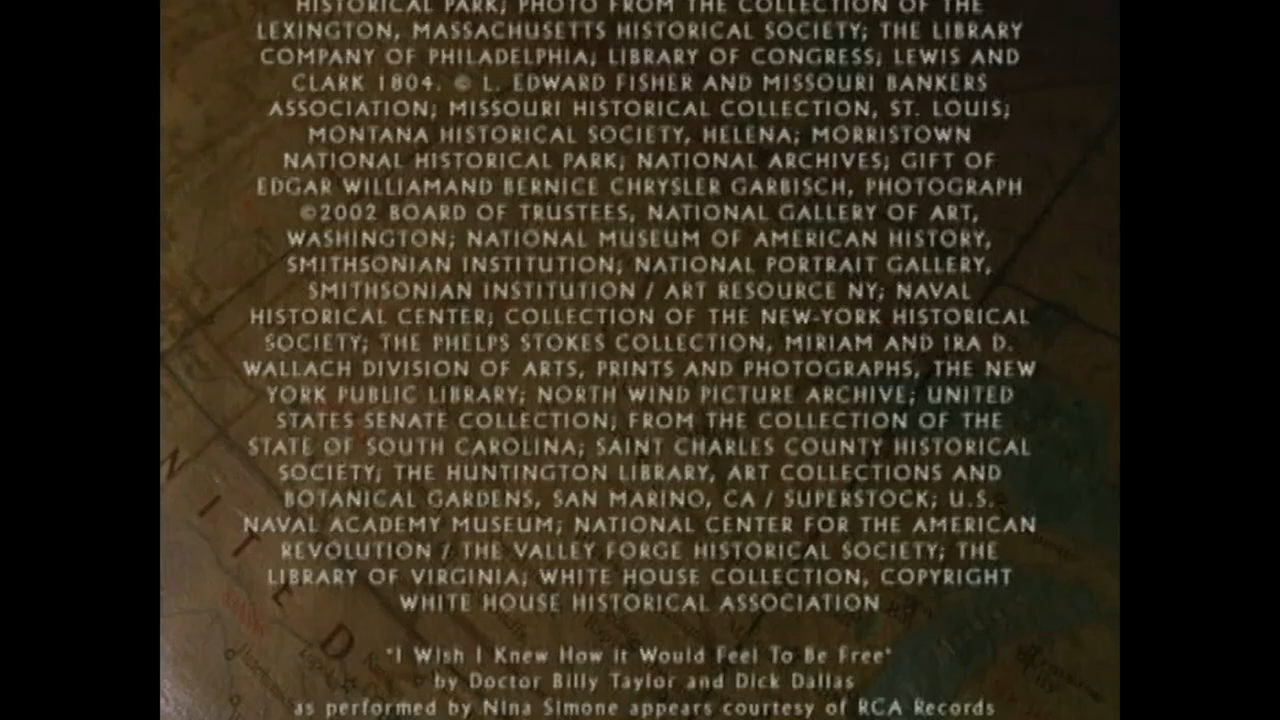 HISTORICAL PARK; PHOTO FROM THE COLLECTION OF THE
LEXINGTON, MASSACHUSETTS HISTORICAL SOCIETY; THE LIBRARY
COMPANY OF PHILADELPHIA; LIBRARY OF CONGRESS; LEWIS AND
CLARK 1804. © L. EDWARD FISHER AND MISSOURI BANKERS
ASSOCIATION; MISSOURI HISTORICAL COLLECTION, ST. LOUIS;
MONTANA HISTORICAL SOCIETY, HELENA; MORRISTOWN
NATIONAL HISTORICAL PARK; NATIONAL ARCHIVES; GIFT OF
EDGAR WILLIAMAND BERNICE CHRYSLER GARBISCH, PHOTOGRAPH
©2002 BOARD OF TRUSTEES, NATIONAL GALLERY OF ART,
WASHINGTON; NATIONAL MUSEUM OF AMERICAN HISTORY,
SMITHSONIAN INSTITUTION; NATIONAL PORTRAIT GALLERY,
SMITHSONIAN INSTITUTION / ART RESOURCE NY; NAVAL
HISTORICAL CENTER; COLLECTION OF THE NEW-YORK HISTORICAL
SOCIETY; THE PHELPS STOKES COLLECTION, MIRIAM AND IRA D.
WALLACH DIVISION OF ARTS, PRINTS AND PHOTOGRAPHS, THE NEW
YORK PUBLIC LIBRARY; NORTH WIND PICTURE ARCHIVE; UNITED
STATES SENATE COLLECTION; FROM THE COLLECTION OF THE
STATE OF SOUTH CAROLINA; SAINT CHARLES COUNTY HISTORICAL
SOCIETY; THE HUNTINGTON LIBRARY, ART COLLECTIONS AND
BOTANICAL GARDENS, SAN MARINO, CA / SUPERSTOCK; U.S.
NAVAL ACADEMY MUSEUM; NATIONAL CENTER FOR THE AMERICAN
REVOLUTION / THE VALLEY FORGE HISTORICAL SOCIETY; THE
LIBRARY OF VIRGINIA; WHITE HOUSE COLLECTION, COPYRIGHT
WHITE HOUSE HISTORICAL ASSOCIATION
"I Wish I Knew How it Would Feel To Be Free"
by Doctor Billy Taylor and Dick Dallas
as performed by Nina Simone appears courtesy of RCA Records
NITED